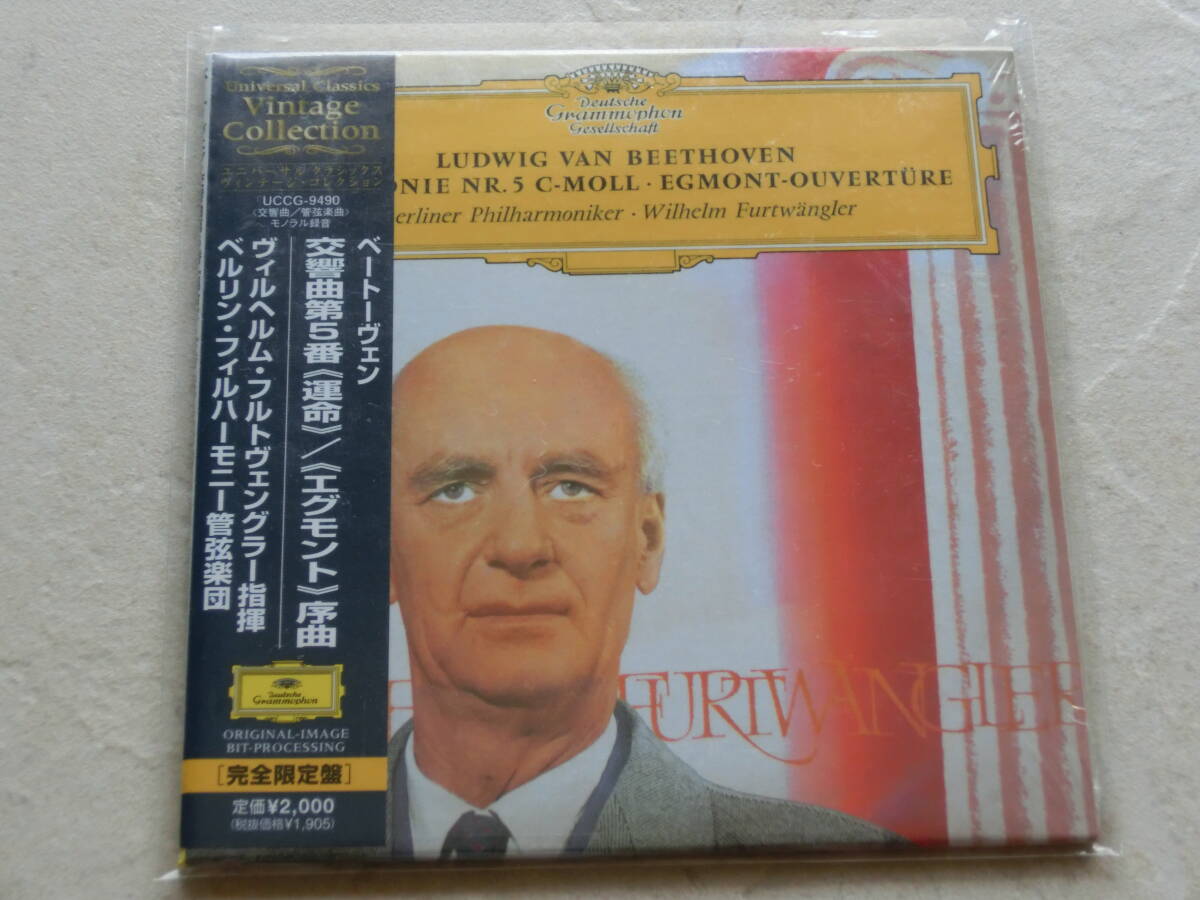 Universal Classics
Vintage
Collection
ユニバーサル クラシックス
ヴィンテージ・コレクション
UCCG-9490
〈交響曲／管弦楽曲〉
モノラル録音
ベートーヴェン
交響曲第5番《運命》／《エグモント》序曲
ヴィルヘルム・フルトヴェングラー指揮
ベルリン・フィルハーモニー管弦楽団
Deutsche
Grammophon
ORIGINAL-IMAGE
BIT-PROCESSING
[完全限定盤]
定価¥2,000
(税抜価格¥1,905)
Deutsche
Grammophon
Gesellschaft
LUDWIG VAN BEETHOVEN
ONIE NR. 5 C-MOLL · EGMONT-OUVERTÜRE
erliner Philharmoniker · Wilhelm Furtwängler
FURTWÄNGLER